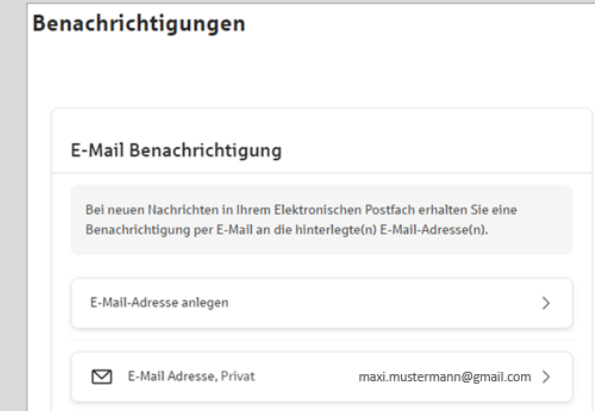 Benachrichtigungen
E-Mail Benachrichtigung
Bei neuen Nachrichten in Ihrem Elektronischen Postfach erhalten Sie eine
Benachrichtigung per E-Mail an die hinterlegte(n) E-Mail-Adresse(n).
E-Mail-Adresse anlegen
E-Mail Adresse, Privat maxi.mustermann@gmail.com